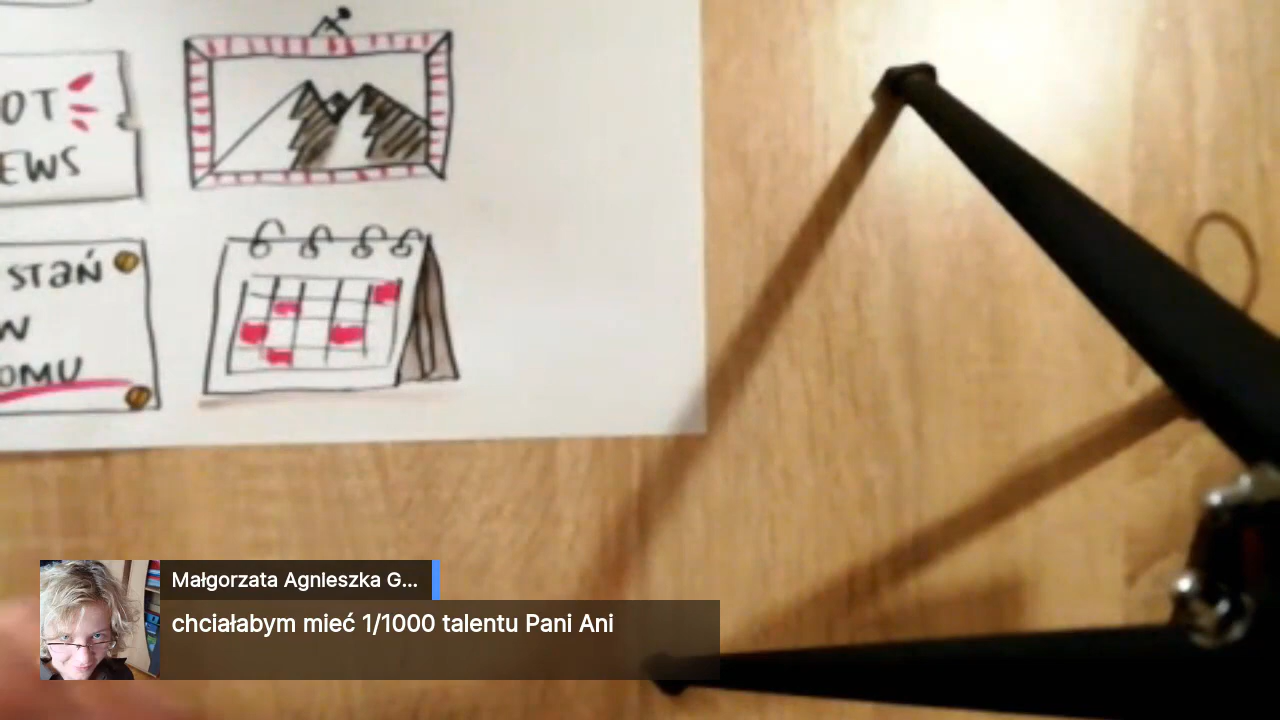 OT
EWS
STAŃ
W
OMU
Małgorzata Agnieszka G...
chciałabym mieć 1/1000 talentu Pani Ani